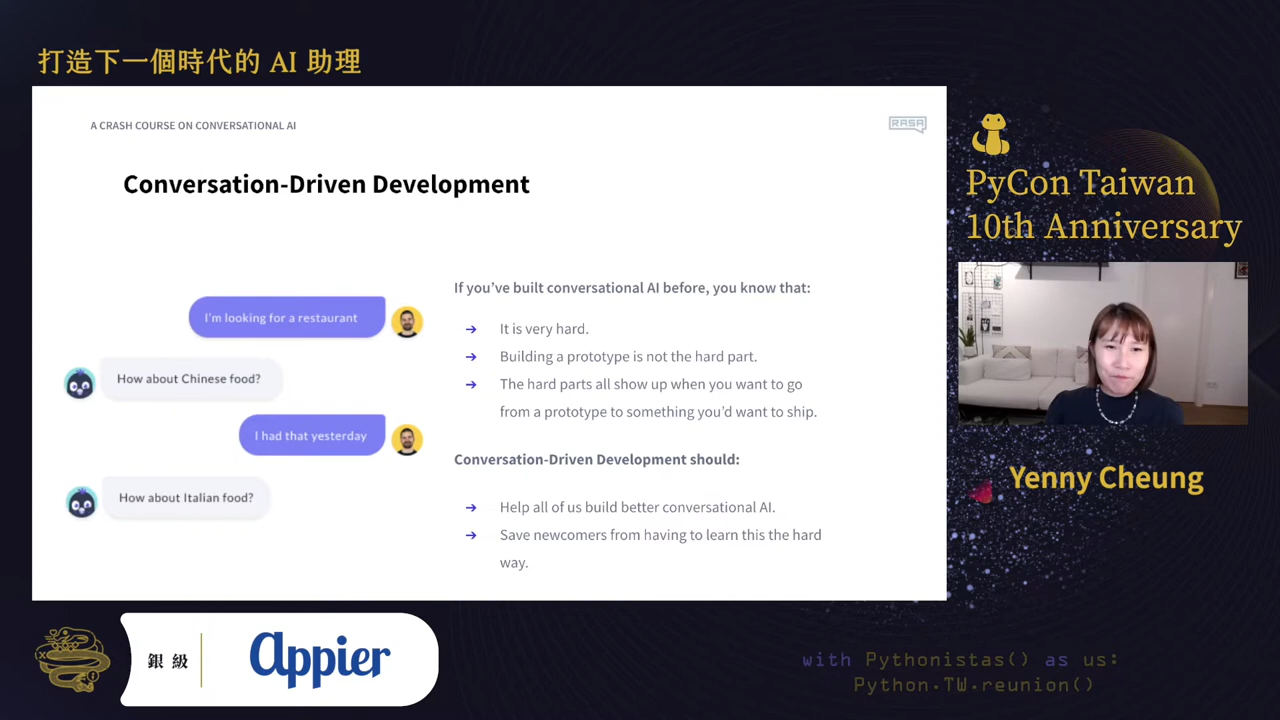 打造下一個時代的 AI 助理
A CRASH COURSE ON CONVERSATIONAL AI
RASA
Conversation-Driven Development
I'm looking for a restaurant
How about Chinese food?
I had that yesterday
How about Italian food?
If you've built conversational AI before, you know that:
➔ It is very hard.
➔ Building a prototype is not the hard part.
➔ The hard parts all show up when you want to go
from a prototype to something you'd want to ship.
Conversation-Driven Development should:
➔ Help all of us build better conversational AI.
➔ Save newcomers from having to learn this the hard
way.
PyCon Taiwan
10th Anniversary
Yenny Cheung
銀級
Appier
with Pythonistas() as us:
Python.TW.reunion()